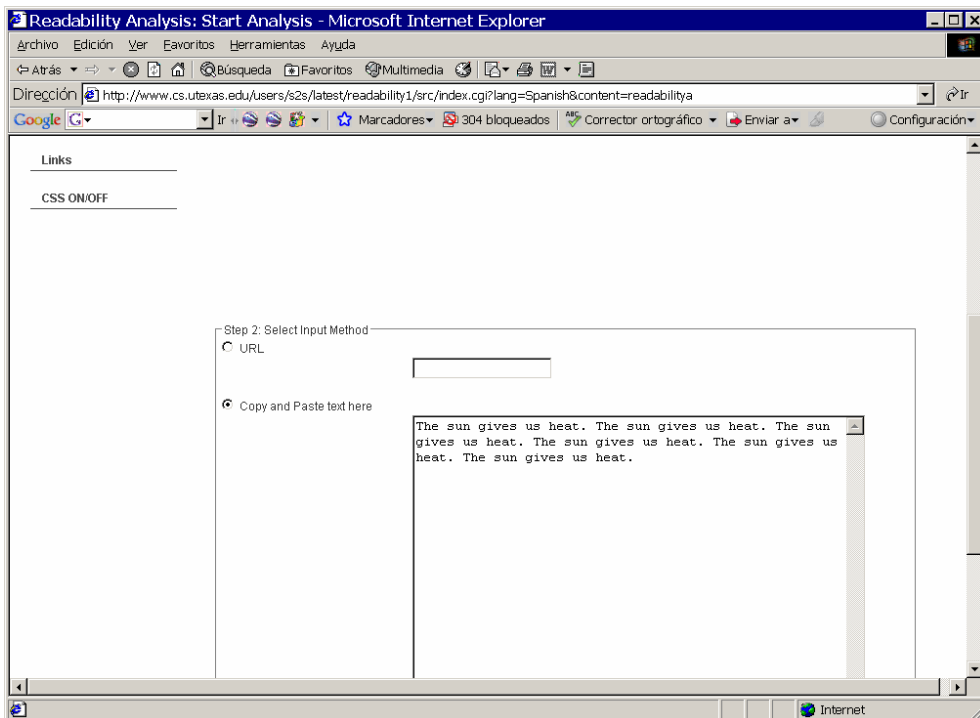 Readability Analysis: Start Analysis - Microsoft Internet Explorer
Archivo Edición Ver Favoritos Herramientas Ayuda
Atrás Búsqueda Favoritos Multimedia
Dirección http://www.cs.utexas.edu/users/s2s/latest/readability1/src/index.cgi?lang=Spanish&content=readabilitya Ir
Google G Ir Marcadores 304 bloqueados ABC Corrector ortográfico Enviar a Configuración
Links
CSS ON/OFF
Step 2: Select Input Method
URL
Copy and Paste text here
The sun gives us heat. The sun gives us heat. The sun
gives us heat. The sun gives us heat. The sun gives us
heat. The sun gives us heat.
Internet